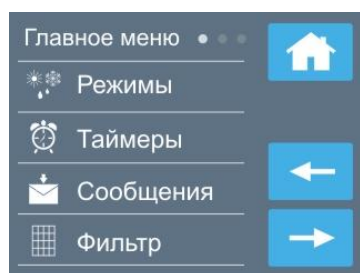 Главное меню
Режимы
Таймеры
Сообщения
Фильтр